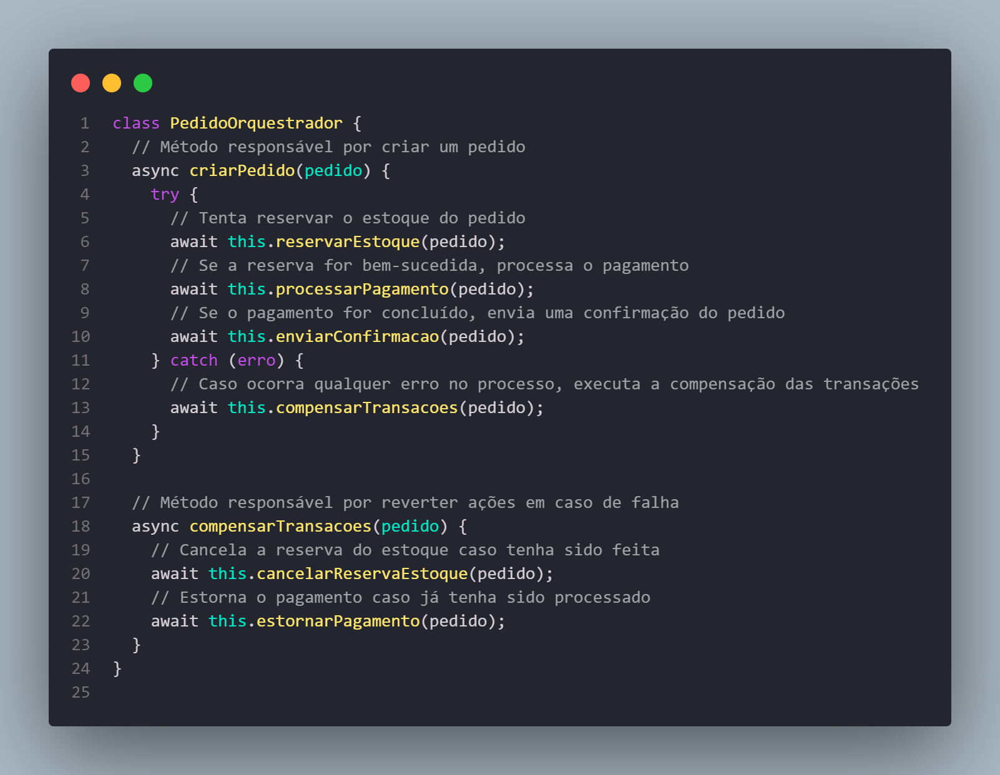 1 class PedidoOrquestrador {
2   // Método responsável por criar um pedido
3   async criarPedido(pedido) {
4     try {
5       // Tenta reservar o estoque do pedido
6       await this.reservarEstoque(pedido);
7       // Se a reserva for bem-sucedida, processa o pagamento
8       await this.processarPagamento(pedido);
9       // Se o pagamento for concluído, envia uma confirmação do pedido
10       await this.enviarConfirmacao(pedido);
11     } catch (erro) {
12       // Caso ocorra qualquer erro no processo, executa a compensação das transações
13       await this.compensarTransacoes(pedido);
14     }
15   }
16
17   // Método responsável por reverter ações em caso de falha
18   async compensarTransacoes(pedido) {
19     // Cancela a reserva do estoque caso tenha sido feita
20     await this.cancelarReservaEstoque(pedido);
21     // Estorna o pagamento caso já tenha sido processado
22     await this.estornarPagamento(pedido);
23   }
24 }
25